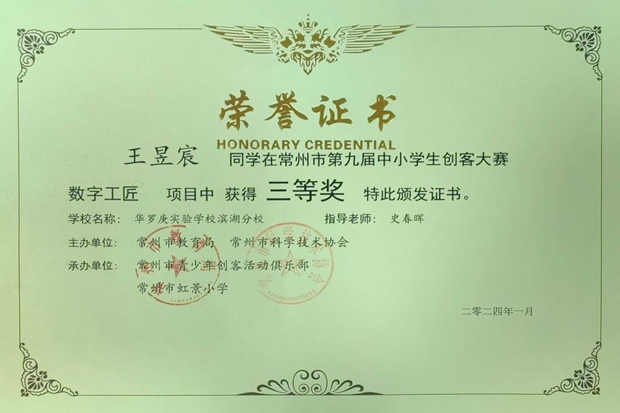 荣誉证书
HONORARY CREDENTIAL
王昱宸 同学在常州市第九届中小学生创客大赛
数字工匠 项目中 获得 三等奖 特此颁发证书。
学校名称: 华罗庚实验学校滨湖分校 指导老师: 史春晖
主办单位: 常州市教育局 常州市科学技术协会
承办单位: 常州市青少年创客活动俱乐部
常州市虹景小学
二零二四年一月